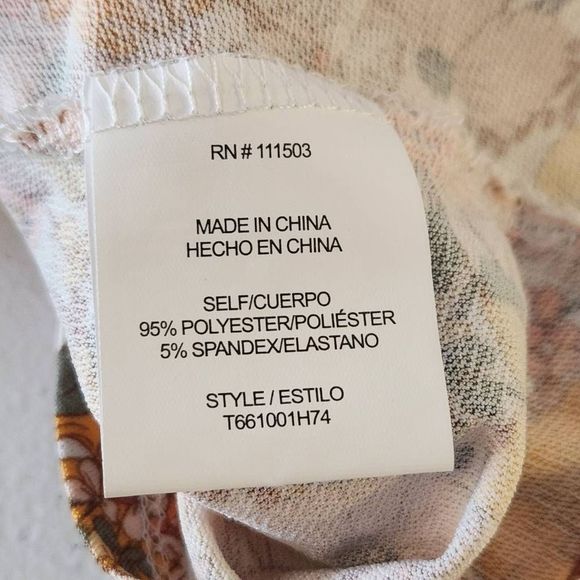 RN # 111503
MADE IN CHINA
HECHO EN CHINA
SELF/CUERPO
95% POLYESTER/POLIÉSTER
5% SPANDEX/ELASTANO
STYLE / ESTILO
T661001H74